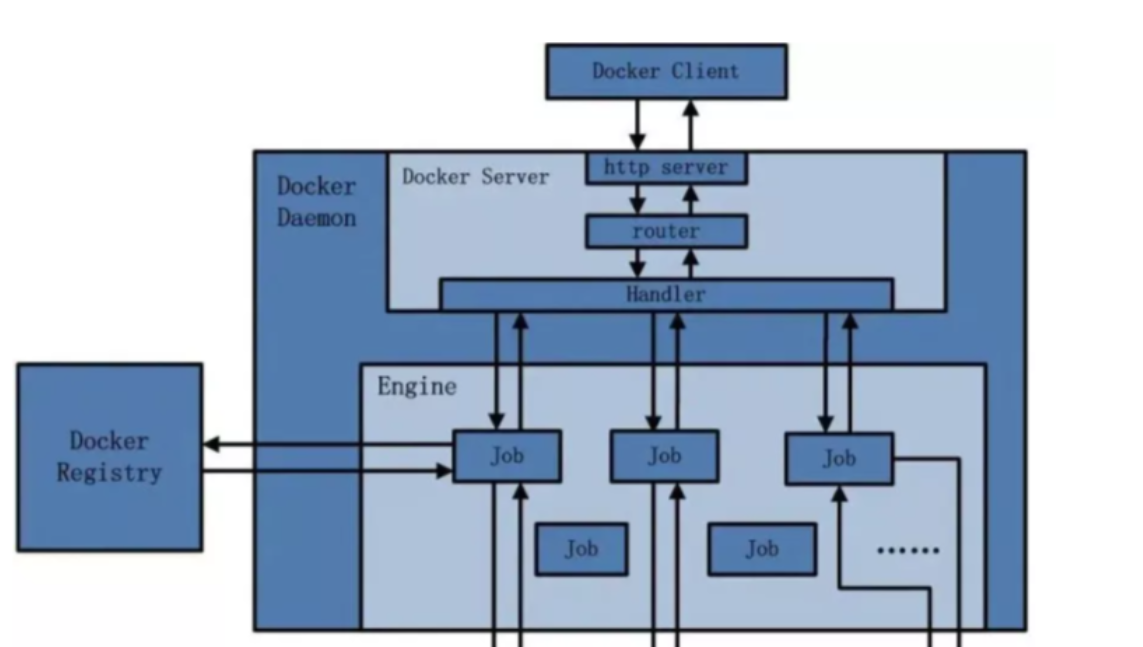 Docker Client
Docker
Daemon
Docker Server
http server
router
Handler
Engine
Docker
Registry
Job
Job
Job
Job
Job
......